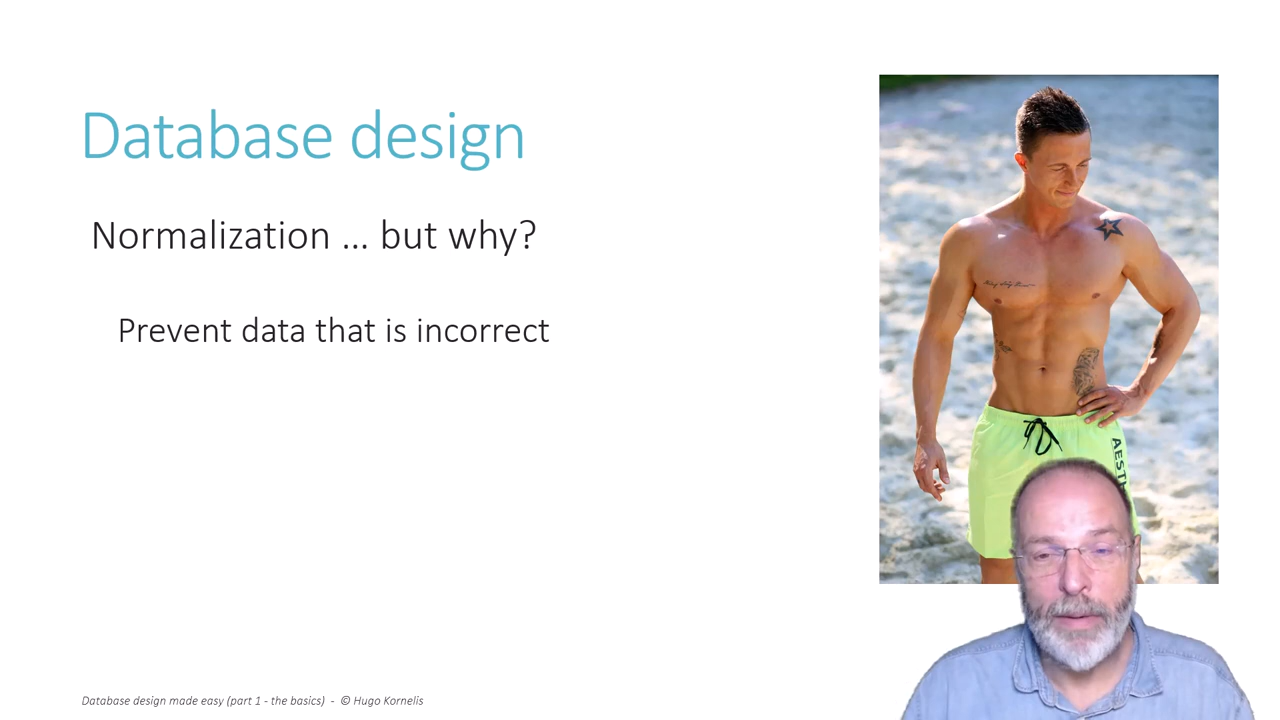 Database design
Normalization ... but why?
Prevent data that is incorrect
AESTH
Database design made easy (part 1 - the basics) - © Hugo Kornelis